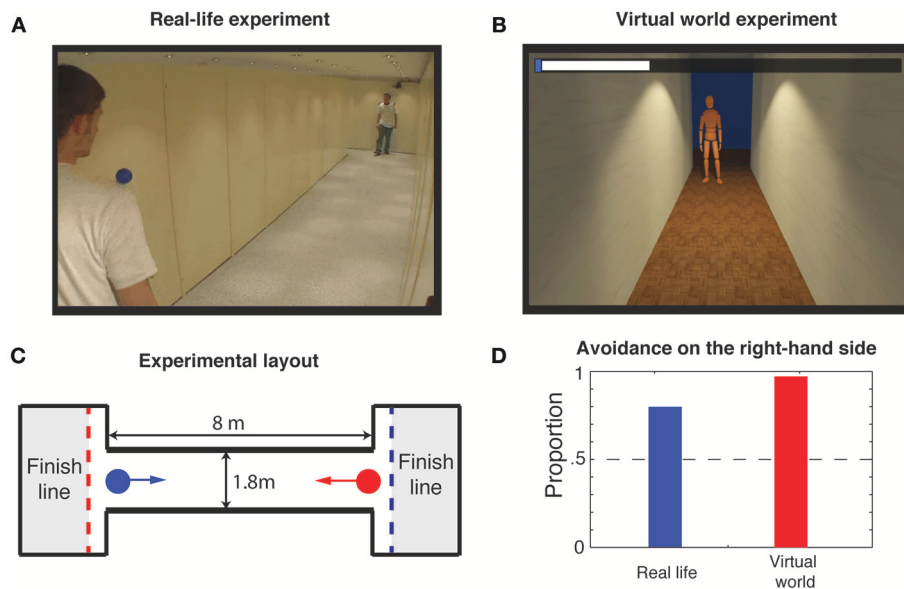 A
Real-life experiment
B
Virtual world experiment
C
Experimental layout
8 m
1.8m
Finish
line
Finish
line
D
Avoidance on the right-hand side
Proportion
1
.5
0
Real life
Virtual
world